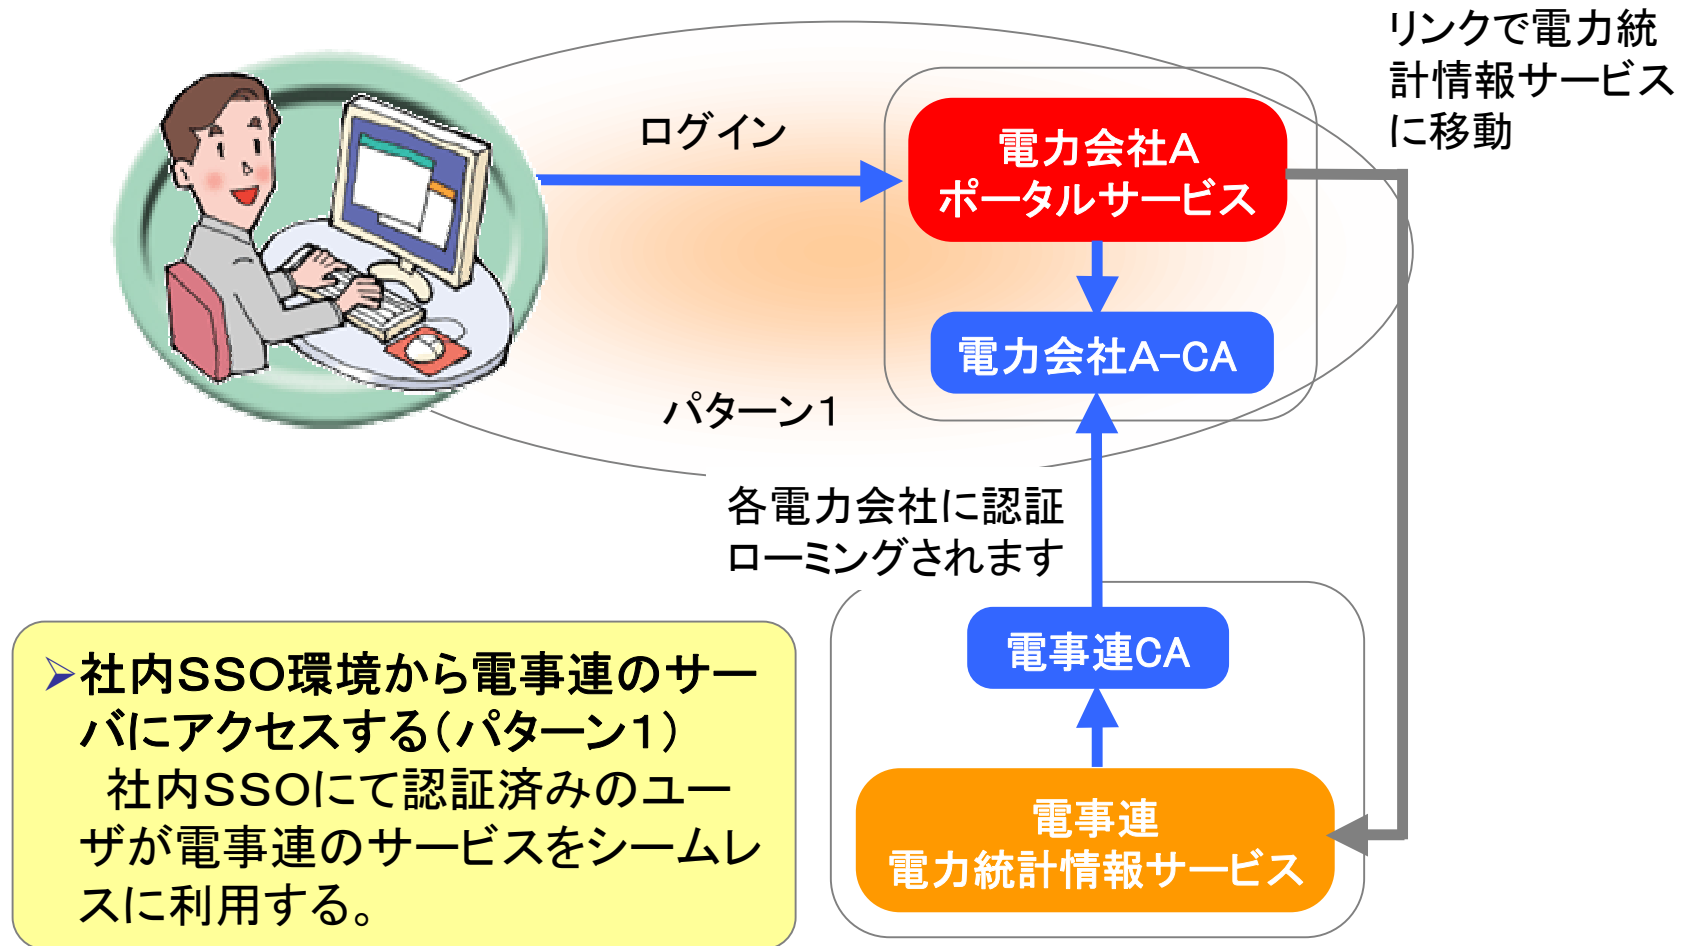 リンクで電力統
計情報サービス
に移動
ログイン
電力会社A
ポータルサービス
電力会社A-CA
パターン1
各電力会社に認証
ローミングされます
電事連CA
電事連
電力統計情報サービス
➢社内SSO環境から電事連のサー
バにアクセスする(パターン1)
社内SSOにて認証済みのユー
ザが電事連のサービスをシームレ
スに利用する。